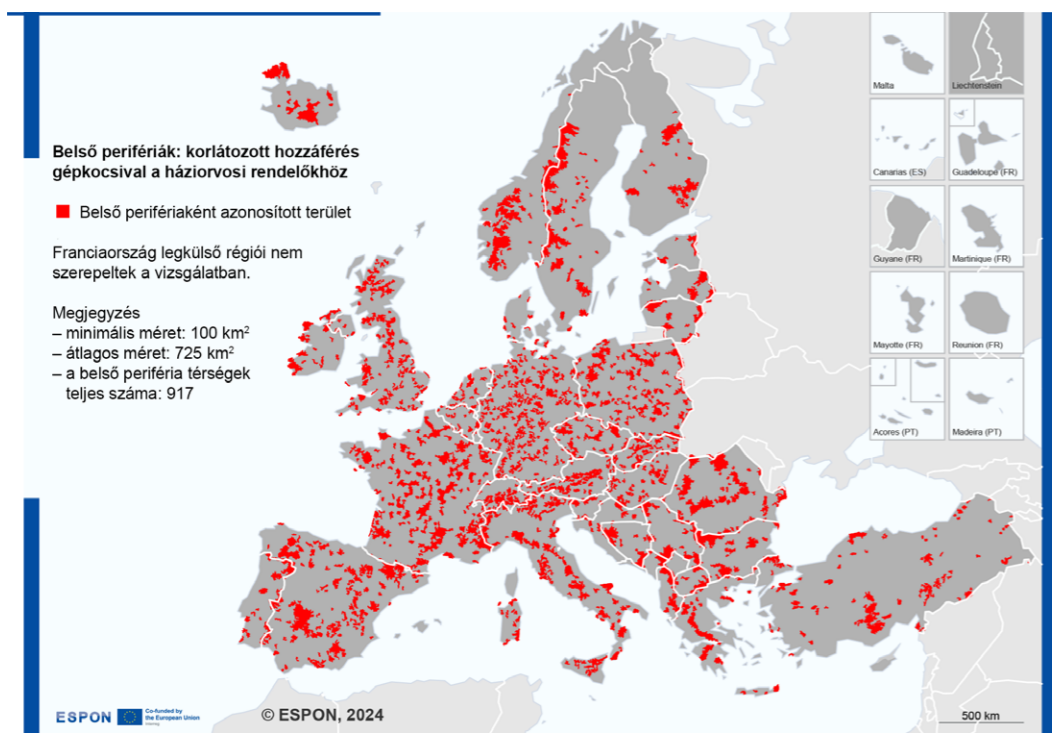 Malta
Liechtenstein
Canarias (ES)
Guadeloupe (FR)
Guyane (FR)
Martinique (FR)
Mayotte (FR)
Reunion (FR)
Acores (PT)
Madeira (PT)
Belső perifériák: korlátozott hozzáférés
gépkocsival a háziorvosi rendelőkhöz
Belső perifériaként azonosított terület
Franciaország legkülső régiói nem
szerepeltek a vizsgálatban.
Megjegyzés
– minimális méret: 100 km²
– átlagos méret: 725 km²
– a belső periféria térségek
teljes száma: 917
ESPON
Co-funded by
the European Union
Interreg
© ESPON, 2024
500 km